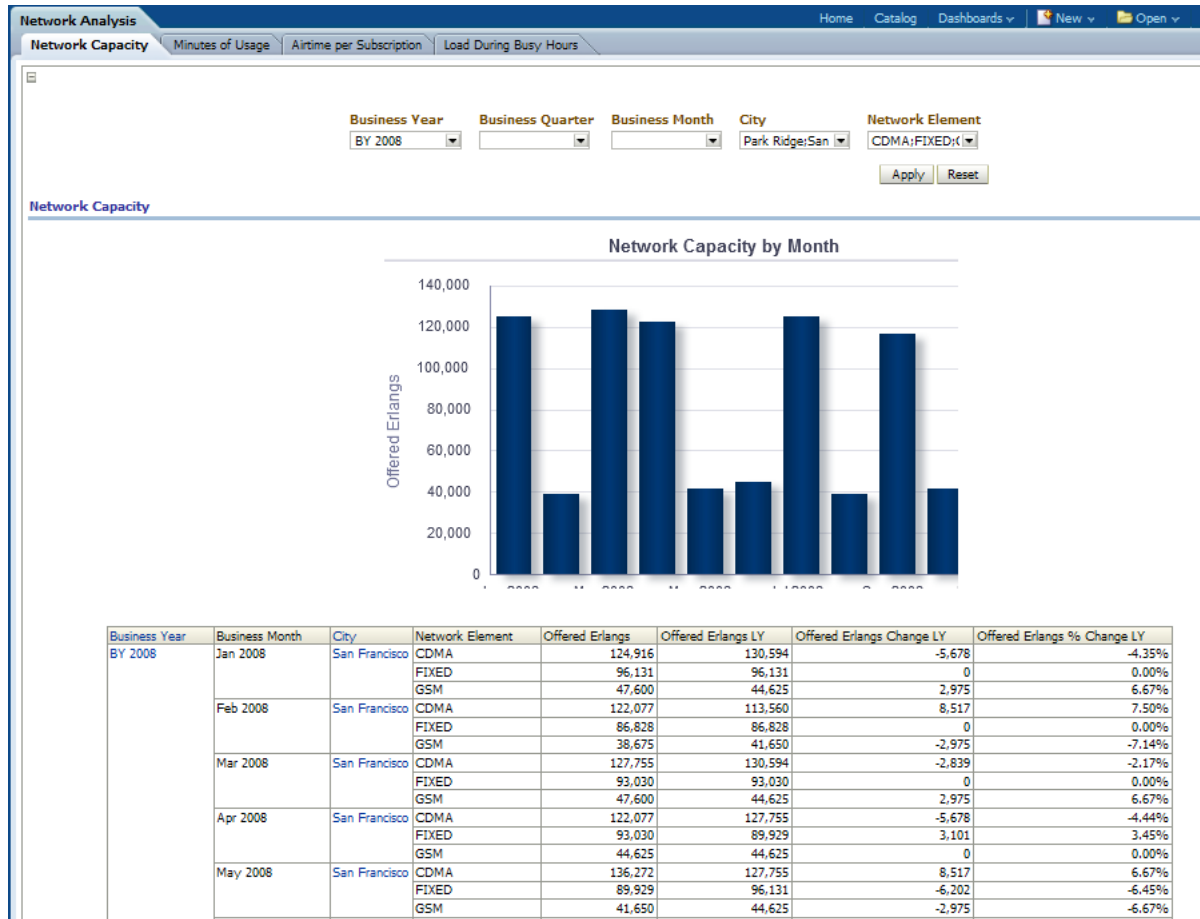 Network Analysis
Home Catalog Dashboards New Open
Network Capacity Minutes of Usage Airtime per Subscription Load During Busy Hours
Business Year Business Quarter Business Month City Network Element
BY 2008 Park Ridge;San CDMA;FIXED;(
Apply Reset
Network Capacity
Network Capacity by Month
140,000
120,000
100,000
80,000
60,000
40,000
20,000
0
Offered Erlangs
Business Year Business Month City Network Element Offered Erlangs Offered Erlangs LY Offered Erlangs Change LY Offered Erlangs % Change LY
BY 2008 Jan 2008 San Francisco CDMA 124,916 130,594 -5,678 -4.35%
FIXED 96,131 96,131 0 0.00%
GSM 47,600 44,625 2,975 6.67%
Feb 2008 San Francisco CDMA 122,077 113,560 8,517 7.50%
FIXED 86,828 86,828 0 0.00%
GSM 38,675 41,650 -2,975 -7.14%
Mar 2008 San Francisco CDMA 127,755 130,594 -2,839 -2.17%
FIXED 93,030 93,030 0 0.00%
GSM 47,600 44,625 2,975 6.67%
Apr 2008 San Francisco CDMA 122,077 127,755 -5,678 -4.44%
FIXED 93,030 89,929 3,101 3.45%
GSM 44,625 44,625 0 0.00%
May 2008 San Francisco CDMA 136,272 127,755 8,517 6.67%
FIXED 89,929 96,131 -6,202 -6.45%
GSM 41,650 44,625 -2,975 -6.67%